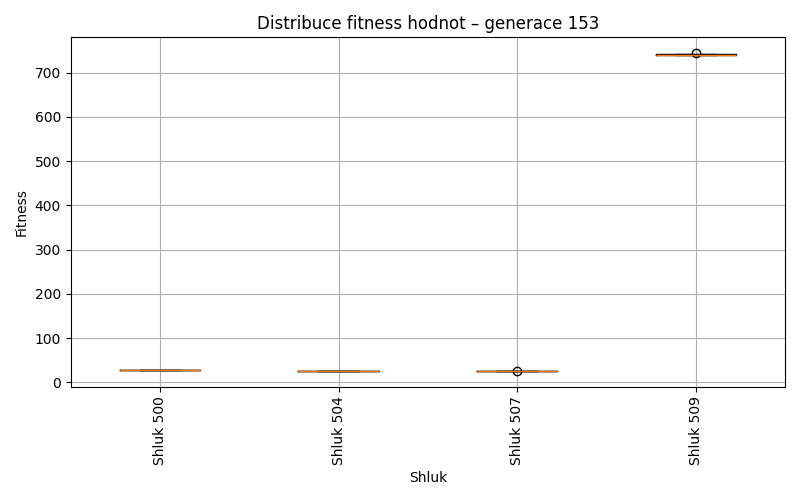 Distribuce fitness hodnot – generace 153
Fitness
700
600
500
400
300
200
100
0
Shluk 500
Shluk 504
Shluk 507
Shluk 509
Shluk